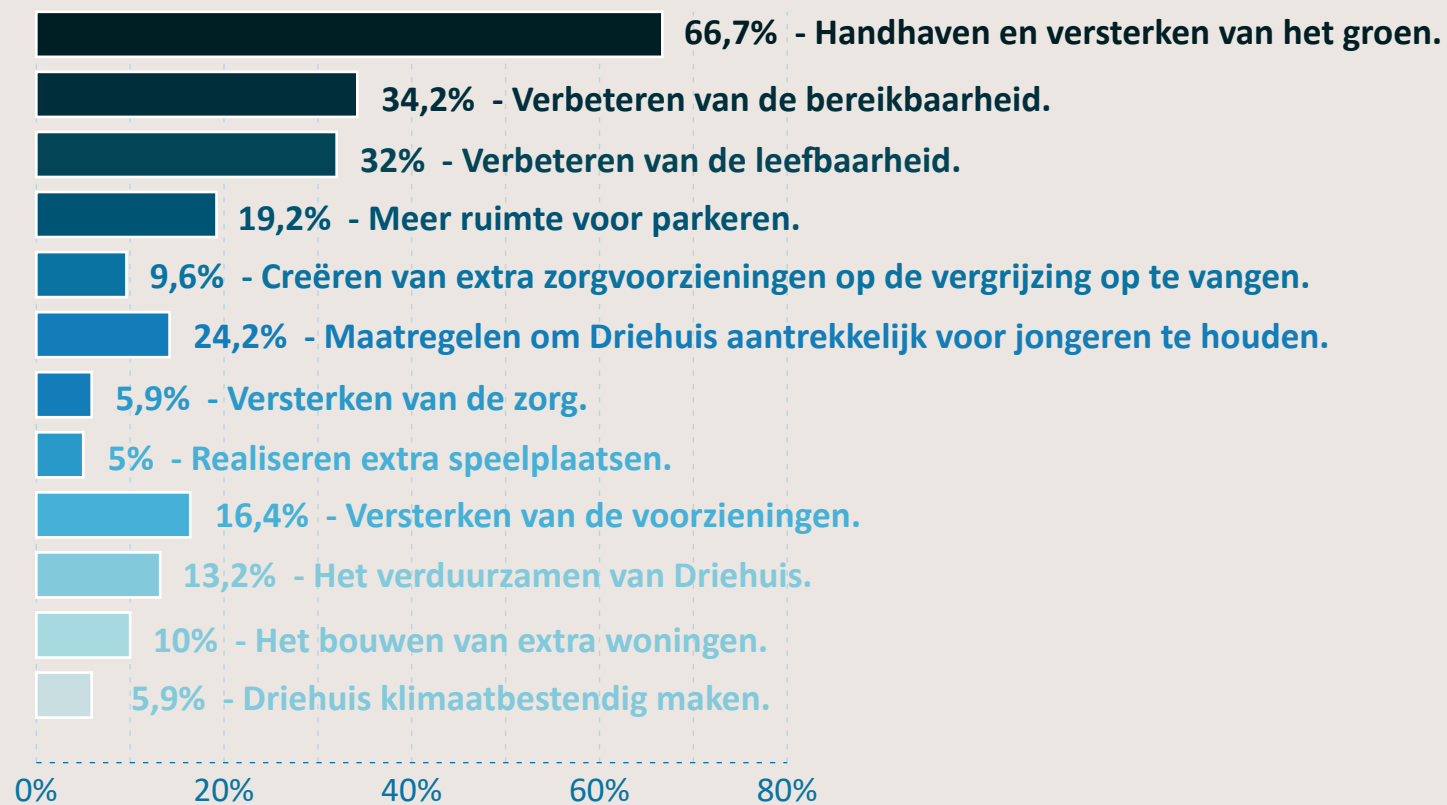 66,7% - Handhaven en versterken van het groen.
34,2% - Verbeteren van de bereikbaarheid.
32% - Verbeteren van de leefbaarheid.
19,2% - Meer ruimte voor parkeren.
9,6% - Creëren van extra zorgvoorzieningen op de vergrijzing op te vangen.
24,2% - Maatregelen om Driehuis aantrekkelijk voor jongeren te houden.
5,9% - Versterken van de zorg.
5% - Realiseren extra speelplaatsen.
16,4% - Versterken van de voorzieningen.
13,2% - Het verduurzamen van Driehuis.
10% - Het bouwen van extra woningen.
5,9% - Driehuis klimaatbestendig maken.
0% 20% 40% 60% 80%